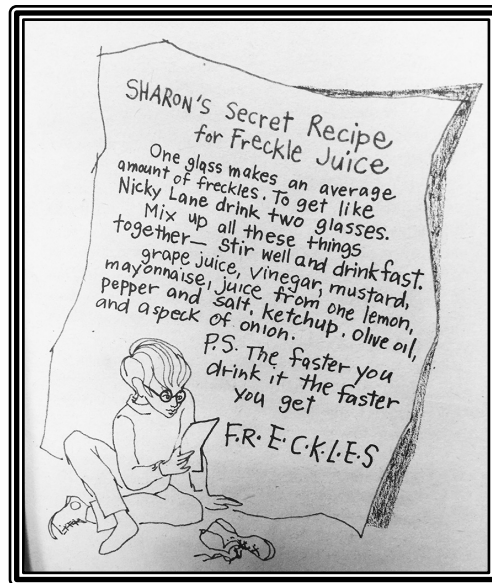 SHARON'S Secret Recipe
for Freckle Juice
One glass makes an average
amount of freckles. To get like
Nicky Lane drink two glasses.
Mix up all these things
together— Stir well and drink fast.
grape juice, vinegar, mustard,
mayonnaise, juice from one lemon,
pepper and salt, ketchup, olive oil,
and a speck of onion.
P.S. The faster you
drink it the faster
you get
F.R.E.C.K.L.E.S